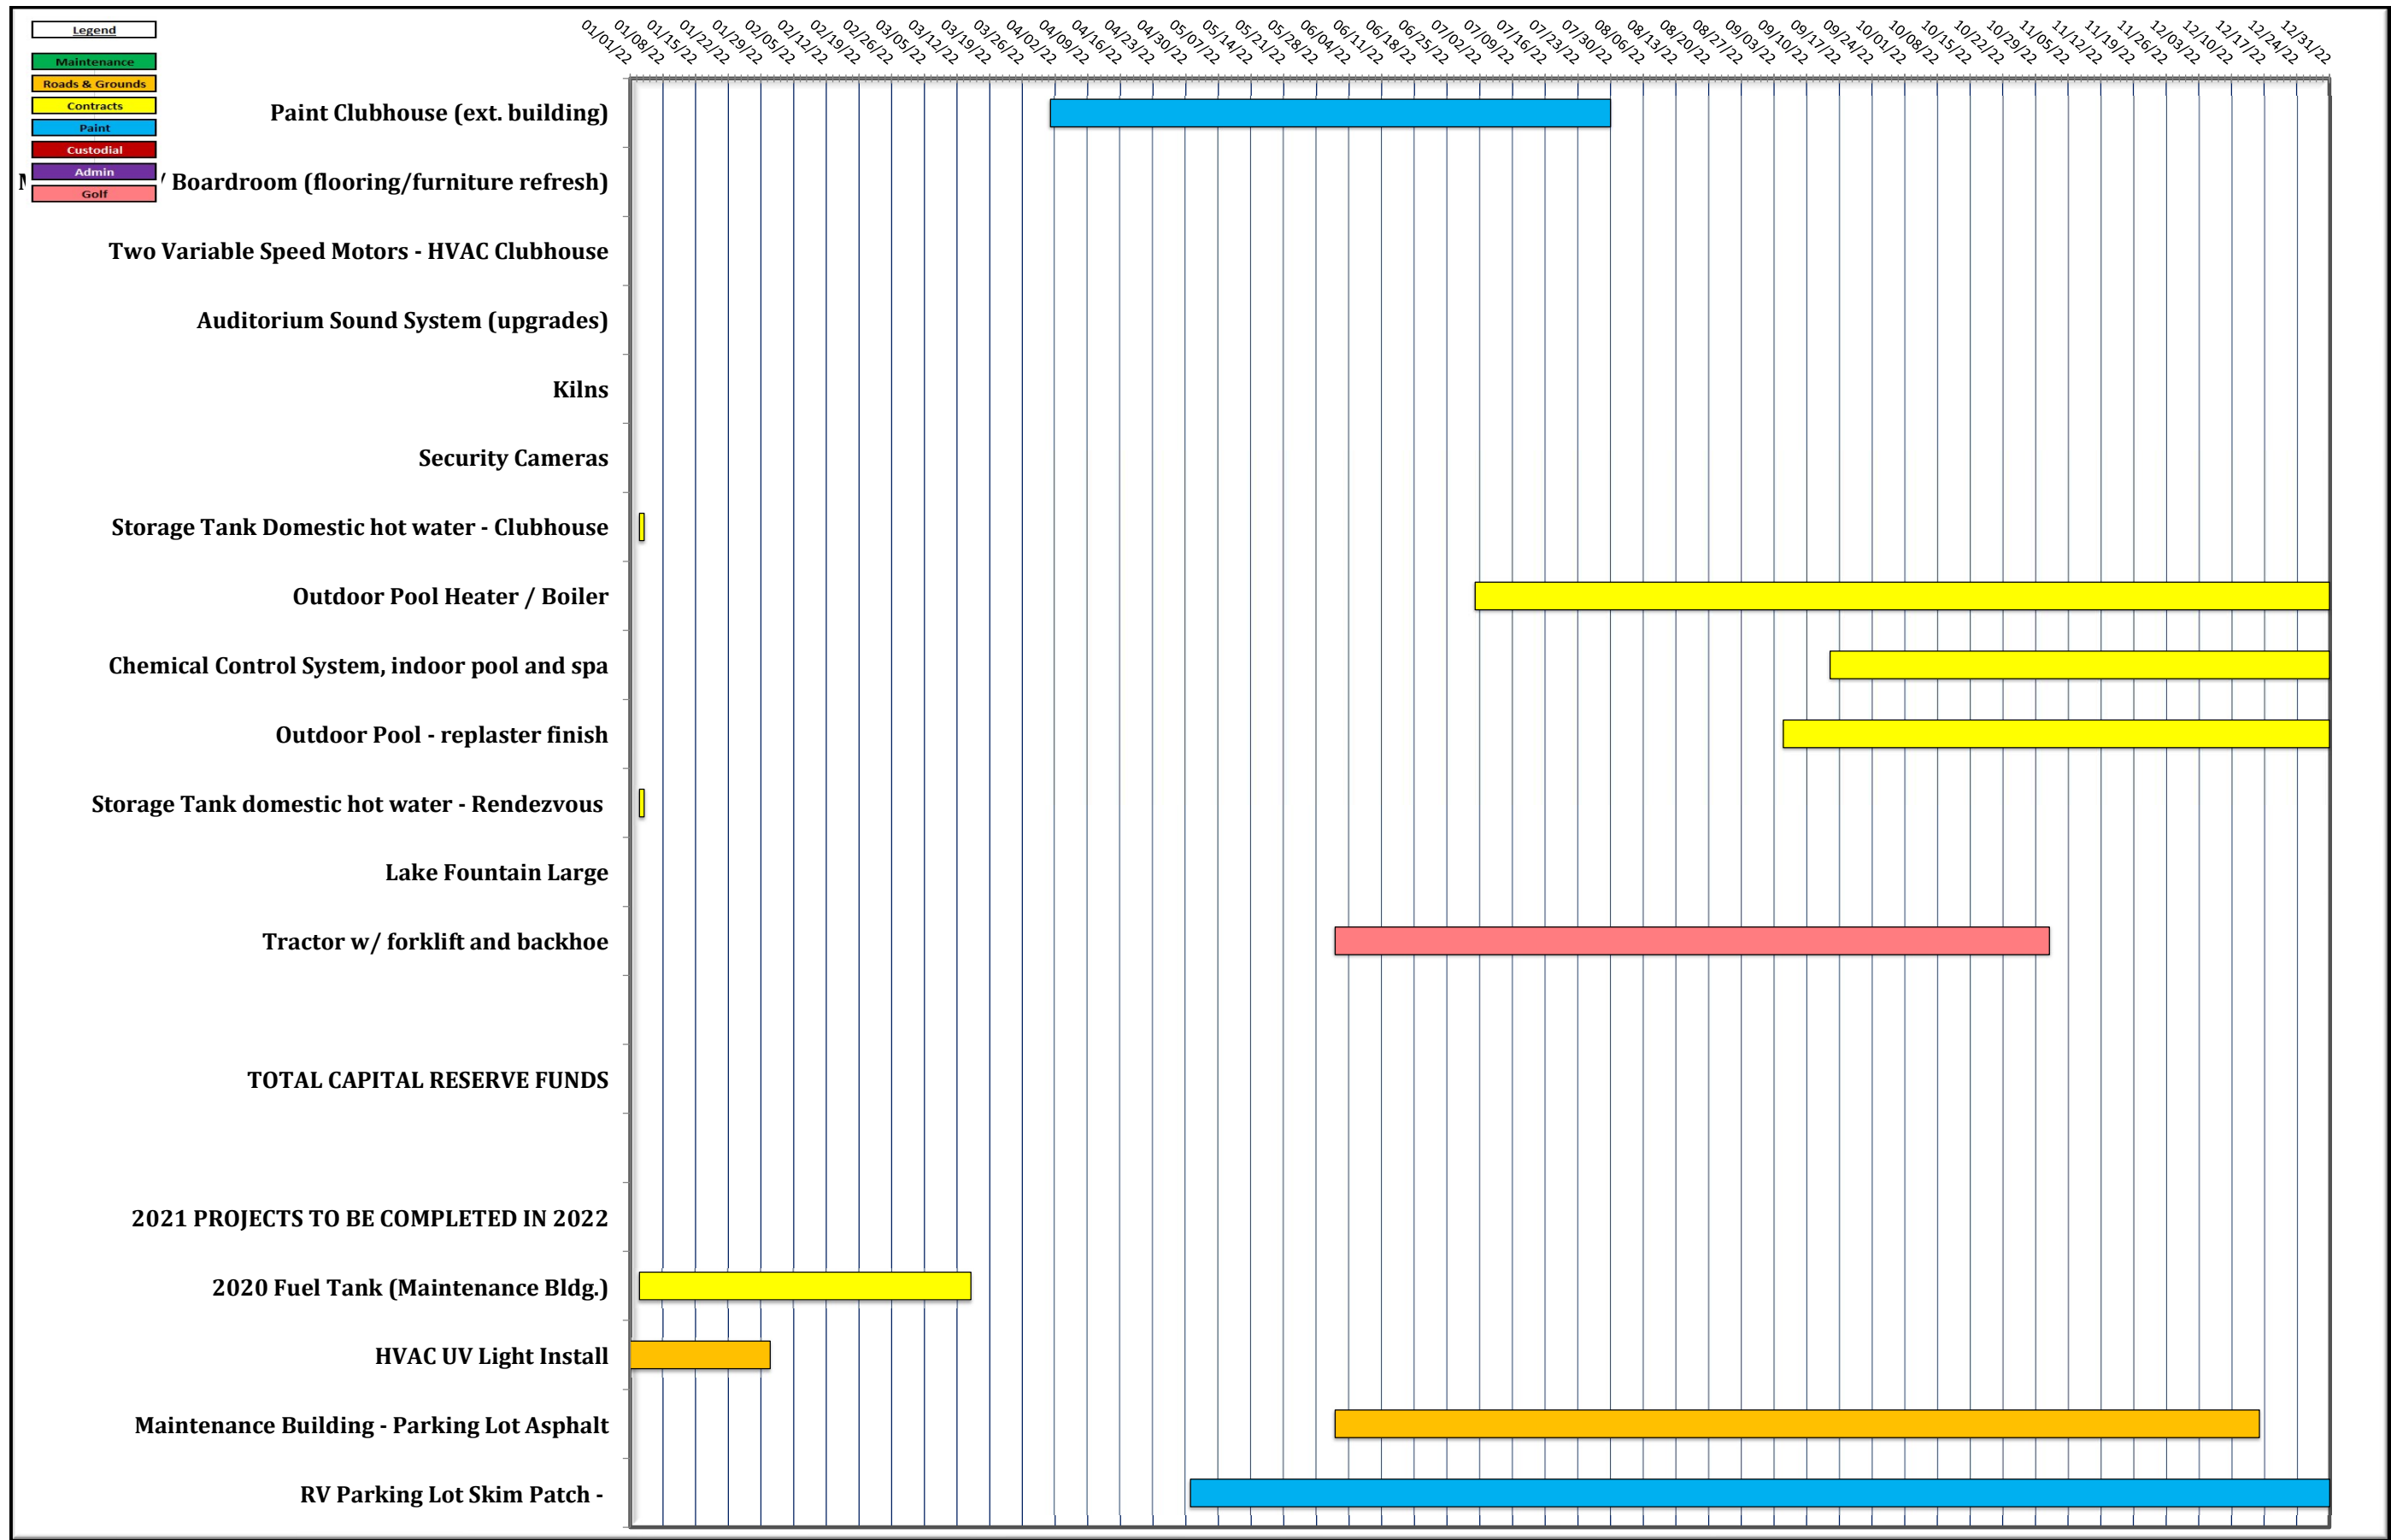 Legend
Maintenance
Roads & Grounds
Contracts
Paint
Custodial
Admin
Golf
01/01/22
01/08/22
01/15/22
01/22/22
01/29/22
02/05/22
02/12/22
02/19/22
02/26/22
03/05/22
03/12/22
03/19/22
03/26/22
04/02/22
04/09/22
04/16/22
04/23/22
04/30/22
05/07/22
05/14/22
05/21/22
05/28/22
06/04/22
06/11/22
06/18/22
06/25/22
07/02/22
07/09/22
07/16/22
07/23/22
07/30/22
08/06/22
08/13/22
08/20/22
08/27/22
09/03/22
09/10/22
09/17/22
09/24/22
10/01/22
10/08/22
10/15/22
10/22/22
10/29/22
11/05/22
11/12/22
11/19/22
11/26/22
12/03/22
12/10/22
12/17/22
12/24/22
12/31/22
Paint Clubhouse (ext. building)
/ Boardroom (flooring/furniture refresh)
Two Variable Speed Motors - HVAC Clubhouse
Auditorium Sound System (upgrades)
Kilns
Security Cameras
Storage Tank Domestic hot water - Clubhouse
Outdoor Pool Heater / Boiler
Chemical Control System, indoor pool and spa
Outdoor Pool - replaster finish
Storage Tank domestic hot water - Rendezvous
Lake Fountain Large
Tractor w/ forklift and backhoe
TOTAL CAPITAL RESERVE FUNDS
2021 PROJECTS TO BE COMPLETED IN 2022
2020 Fuel Tank (Maintenance Bldg.)
HVAC UV Light Install
Maintenance Building - Parking Lot Asphalt
RV Parking Lot Skim Patch -